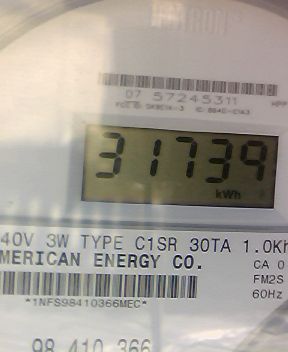 07 57245311
31739
kWh
40V 3W TYPE C1SR 30TA 1.0Kh
MERICAN ENERGY CO.
CA 0
FM2S
60Hz
*1NFS98410366MEC*
98 410 366